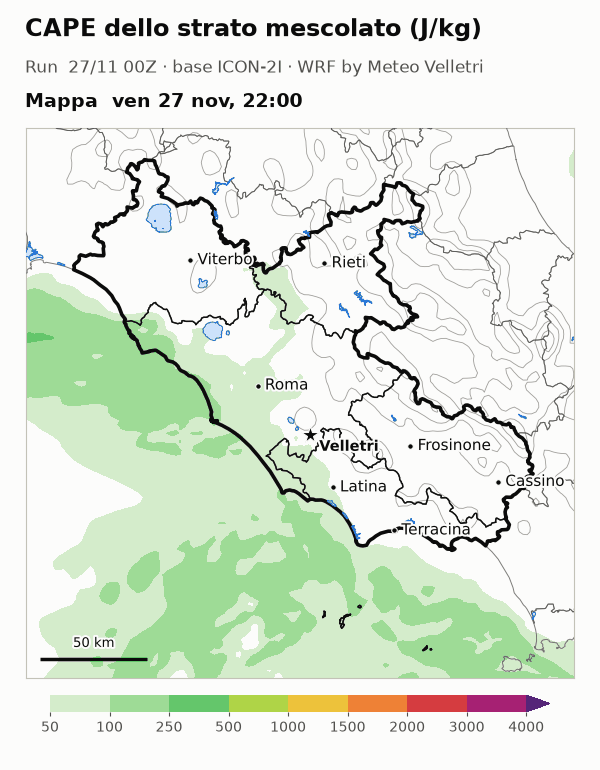 CAPE dello strato mescolato (J/kg)
Run  27/11 00Z · base ICON-2I · WRF by Meteo Velletri
Mappa  ven 27 nov, 22:00
Viterbo
Rieti
Roma
Velletri
Frosinone
Cassino
Latina
Terracina
50 km
50 100 250 500 1000 1500 2000 3000 4000